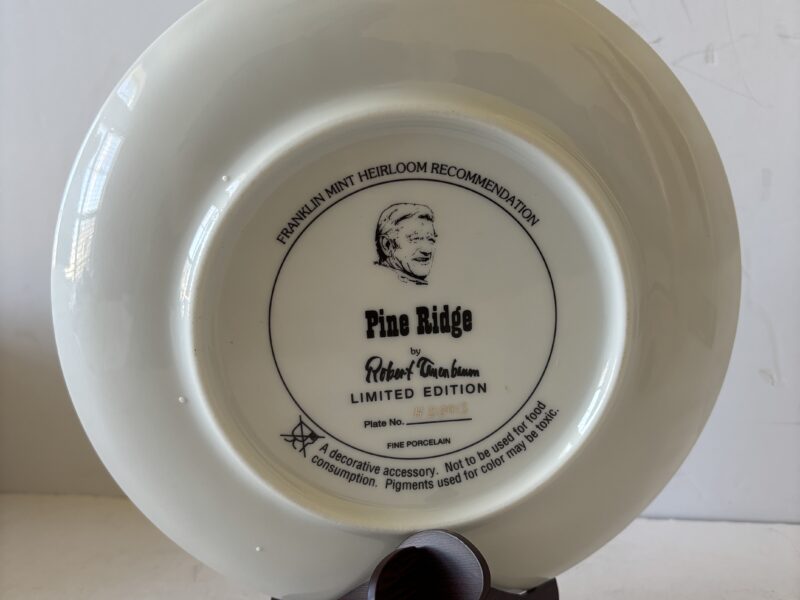 FRANKLIN MINT HEIRLOOM RECOMMENDATION
Pine Ridge
by
Robert Tanenbaum
LIMITED EDITION
Plate No.
FINE PORCELAIN
A decorative accessory. Not to be used for food
consumption. Pigments used for color may be toxic.